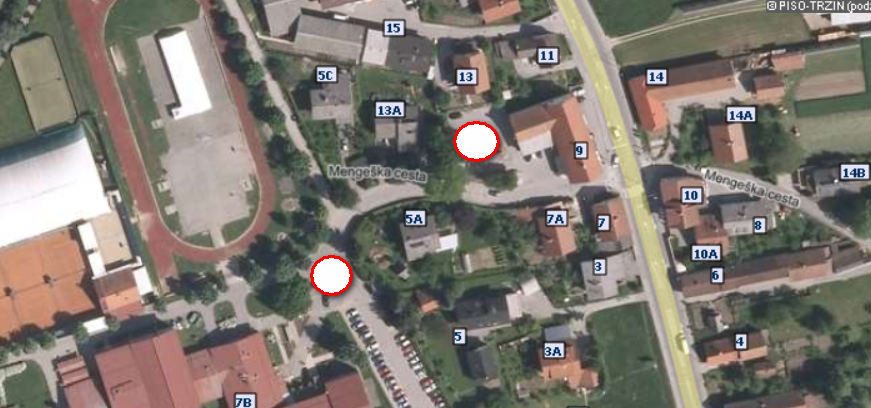 © PISO-TRZIN (pod
15
11
5C
13
14
13A
14A
9
Mengeška cesta
Mengeška cesta
14B
10
5A
7A
7
8
10A
3
6
5
3A
4
7B